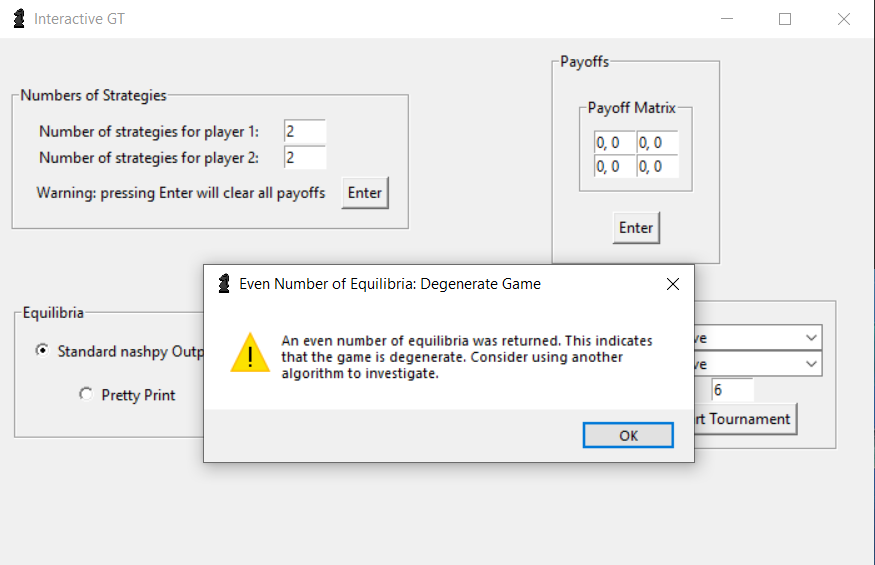 Interactive GT
Payoffs
Numbers of Strategies
Payoff Matrix
Number of strategies for player 1: 2
0, 0 0, 0
Number of strategies for player 2: 2
0, 0 0, 0
Warning: pressing Enter will clear all payoffs Enter
Enter
Even Number of Equilibria: Degenerate Game
An even number of equilibria was returned. This indicates
that the game is degenerate. Consider using another
algorithm to investigate.
OK
Equilibria
Standard nashpy Outp
Pretty Print
ve
ve
6
rt Tournament